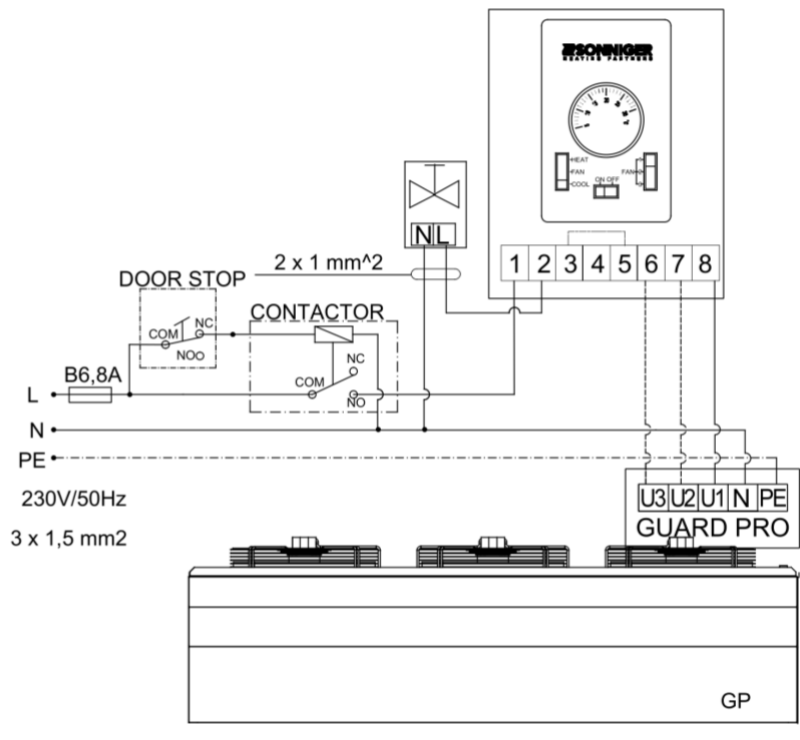 SONNIGER
HEATING PARTNERS
HEAT
FAN
COOL
ON OFF
FAN
N L
1 2 3 4 5 6 7 8
2 x 1 mm^2
DOOR STOP
COM
NC
NO
CONTACTOR
NC
COM
NO
B6,8A
L
N
PE
230V/50Hz
3 x 1,5 mm2
U3 U2 U1 N PE
GUARD PRO
GP